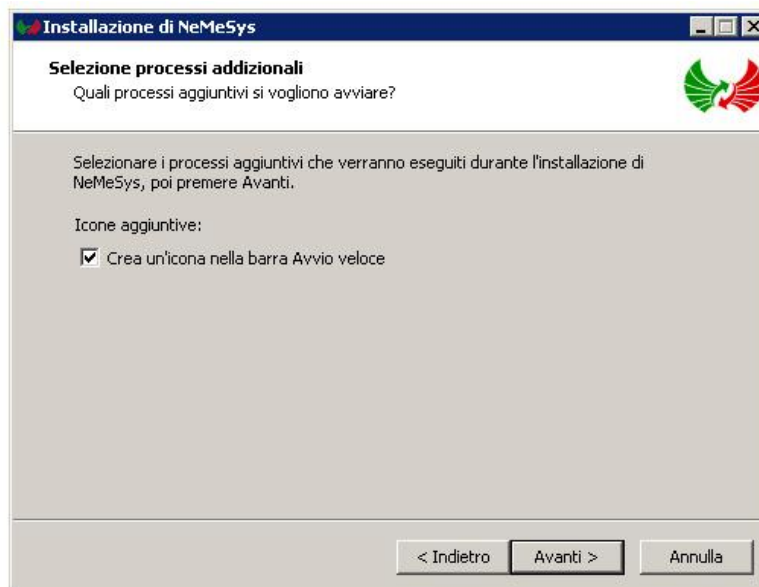 Installazione di NeMeSys
Selezione processi addizionali
Quali processi aggiuntivi si vogliono avviare?
Selezionare i processi aggiuntivi che verranno eseguiti durante l'installazione di
NeMeSys, poi premere Avanti.
Icone aggiuntive:
Crea un'icona nella barra Avvio veloce
< Indietro
Avanti >
Annulla